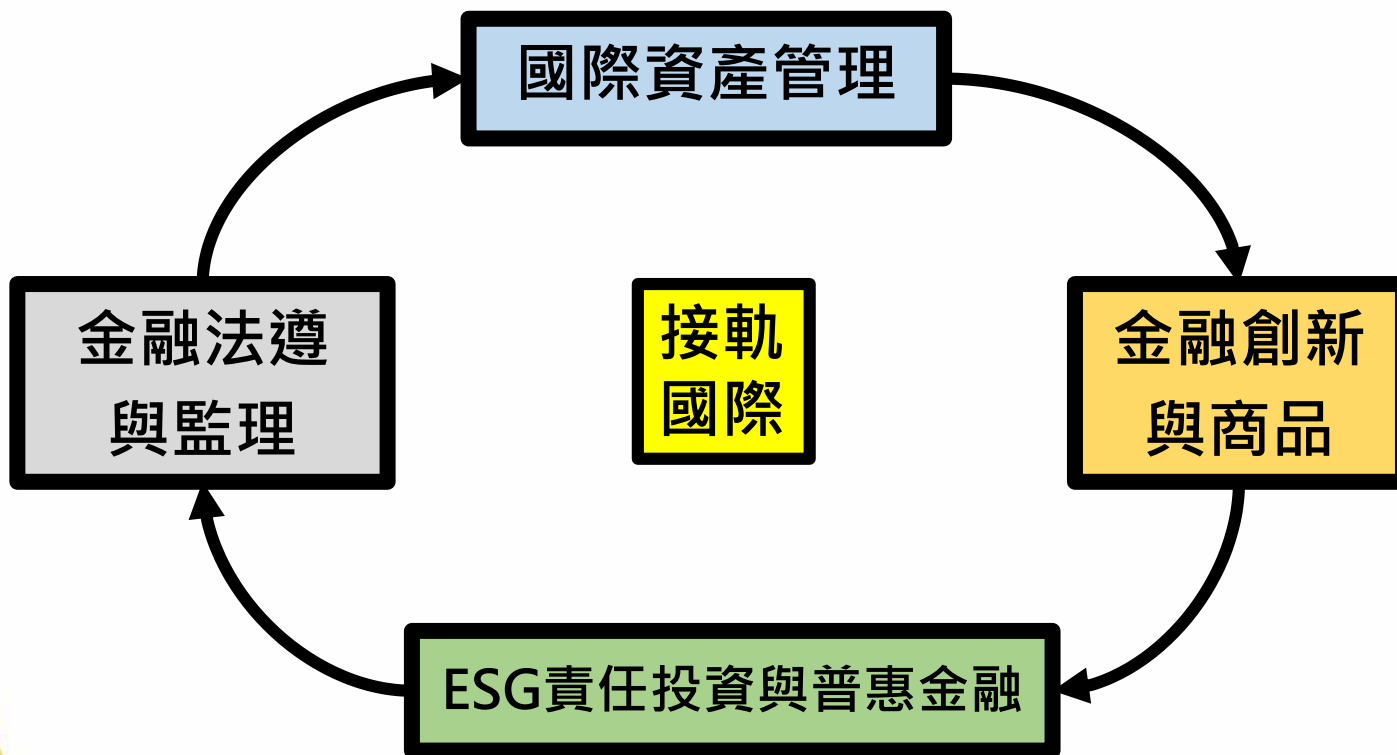 國際資產管理
金融法遵
與監理
接軌
國際
金融創新
與商品
ESG責任投資與普惠金融